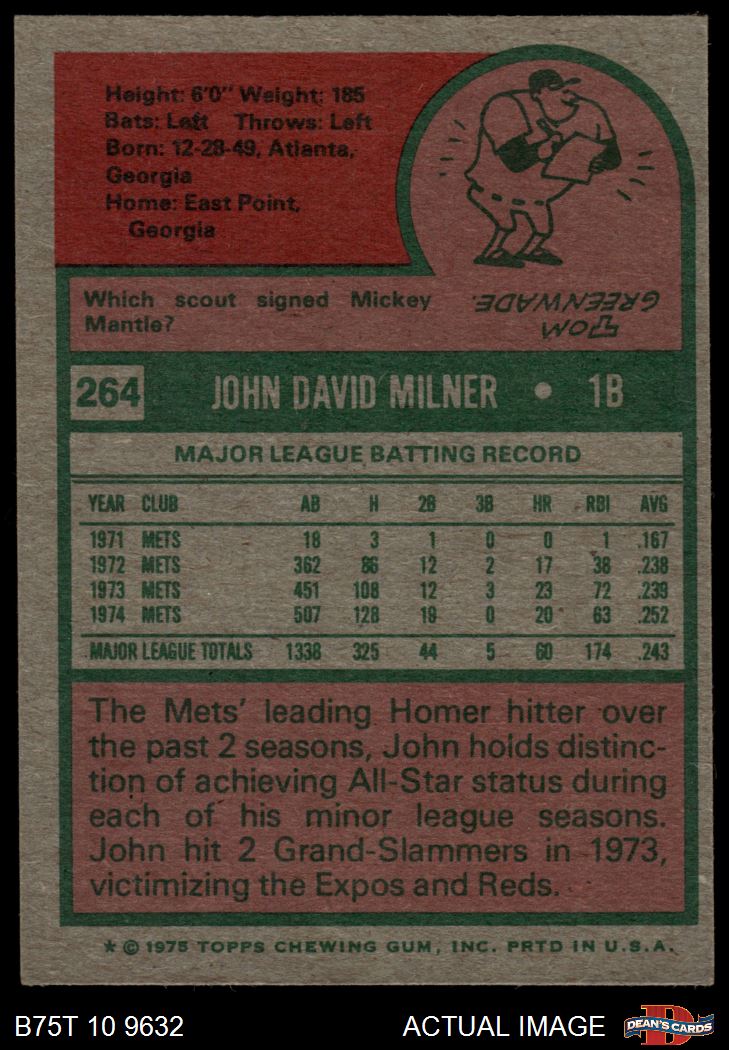 Height: 6'0" Weight: 185
Bats: Left Throws: Left
Born: 12-28-49, Atlanta,
Georgia
Home: East Point,
Georgia
Which scout signed Mickey
Mantle?
TOM
GREENWADE.
264 JOHN DAVID MILNER • 1B
MAJOR LEAGUE BATTING RECORD
YEAR CLUB AB H 2B 3B HR RBI AVG
1971 METS 18 3 1 0 0 1 .167
1972 METS 362 86 12 2 17 38 .238
1973 METS 451 108 12 3 23 72 .239
1974 METS 507 128 19 0 20 63 .252
MAJOR LEAGUE TOTALS 1338 325 44 5 60 174 .243
The Mets' leading Homer hitter over
the past 2 seasons, John holds distinc-
tion of achieving All-Star status during
each of his minor league seasons.
John hit 2 Grand-Slammers in 1973,
victimizing the Expos and Reds.
* © 1975 TOPPS CHEWING GUM, INC. PRTD IN U.S.A.
B75T 10 9632 ACTUAL IMAGE DEAN'S CARDS